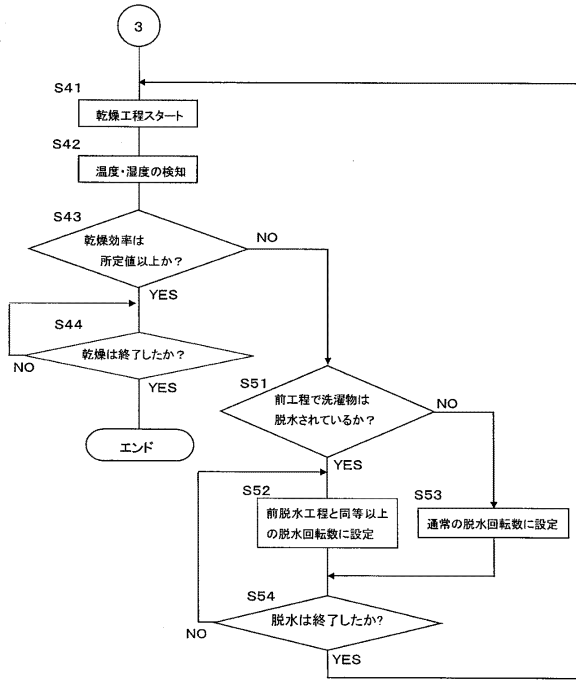 3
S41
乾燥工程スタート
S42
温度・湿度の検知
S43
乾燥効率は
所定値以上か？
NO
YES
S44
乾燥は終了したか？
NO
YES
エンド
S51
前工程で洗濯物は
脱水されているか？
NO
YES
S52
前脱水工程と同等以上
の脱水回転数に設定
S53
通常の脱水回転数に設定
S54
脱水は終了したか?
NO
YES